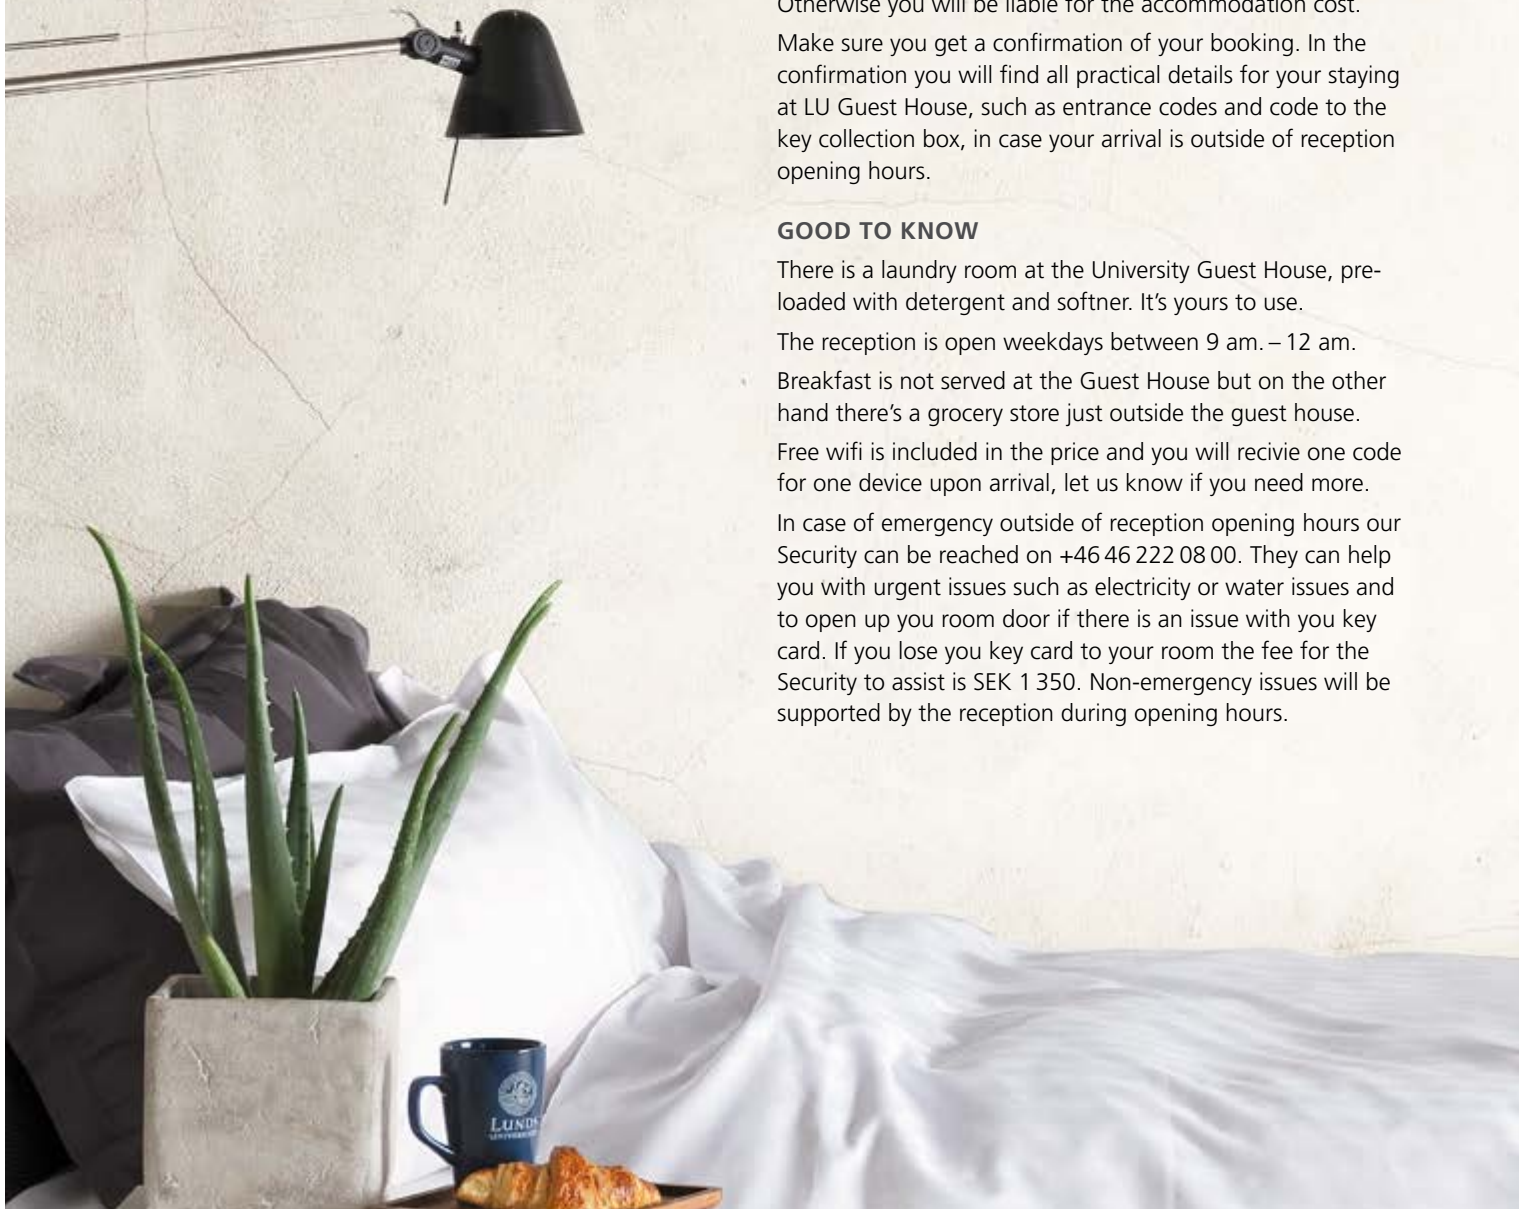 Otherwise you will be liable for the accommodation cost.
Make sure you get a confirmation of your booking. In the
confirmation you will find all practical details for your staying
at LU Guest House, such as entrance codes and code to the
key collection box, in case your arrival is outside of reception
opening hours.
GOOD TO KNOW
There is a laundry room at the University Guest House, pre-
loaded with detergent and softner. It’s yours to use.
The reception is open weekdays between 9 am. – 12 am.
Breakfast is not served at the Guest House but on the other
hand there’s a grocery store just outside the guest house.
Free wifi is included in the price and you will recivie one code
for one device upon arrival, let us know if you need more.
In case of emergency outside of reception opening hours our
Security can be reached on +46 46 222 08 00. They can help
you with urgent issues such as electricity or water issues and
to open up you room door if there is an issue with you key
card. If you lose you key card to your room the fee for the
Security to assist is SEK 1 350. Non-emergency issues will be
supported by the reception during opening hours.
LUNDS